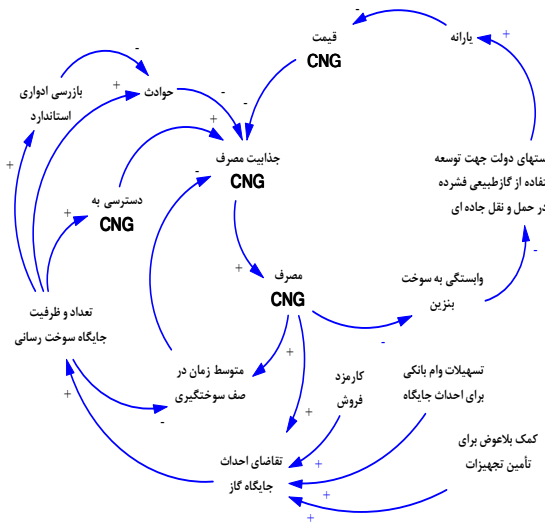 قیمت
CNG
یارانه
بازرسی ادواری
استاندارد
حوادث
جذابیت مصرف
CNG
ستهای دولت جهت توسعه
تفاده از گازطبیعی فشرده
در حمل و نقل جاده ای
دسترسی به
CNG
مصرف
CNG
وابستگی به سوخت
بنزین
تعداد و ظرفیت
جایگاه سوخت رسانی
متوسط زمان در
صف سوختگیری
کارمزد
فروش
تسهیلات وام بانکی
برای احداث جایگاه
تقاضای احداث
جایگاه گاز
کمک بلاعوض برای
تأمین تجهیزات